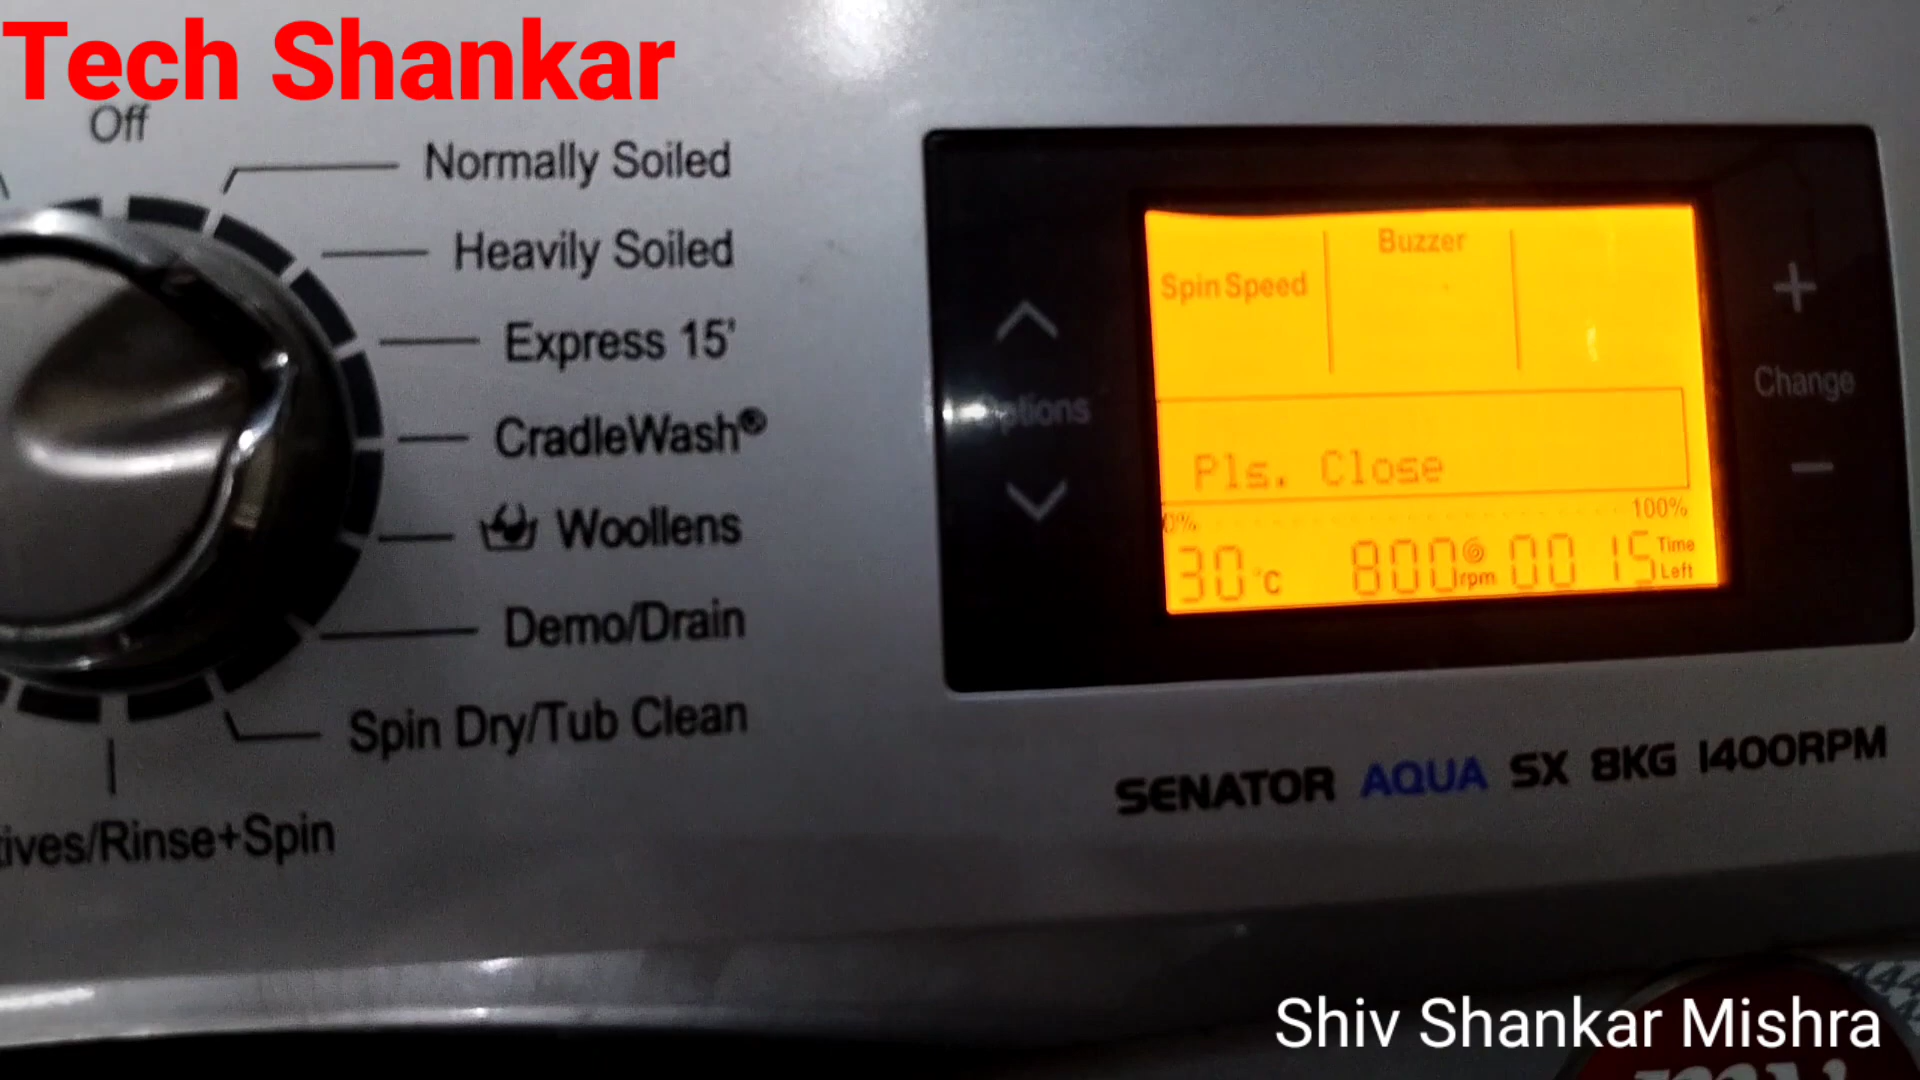 Tech Shankar
Off
Normally Soiled
Heavily Soiled
Express 15'
CradleWash®
Woollens
Demo/Drain
Spin Dry/Tub Clean
tives/Rinse+Spin
Options
Spin Speed
Buzzer
Pls. Close
0% 100%
30 °C 800 rpm 00 15 Time Left
+
Change
−
SENATOR AQUA SX 8KG 1400RPM
Shiv Shankar Mishra